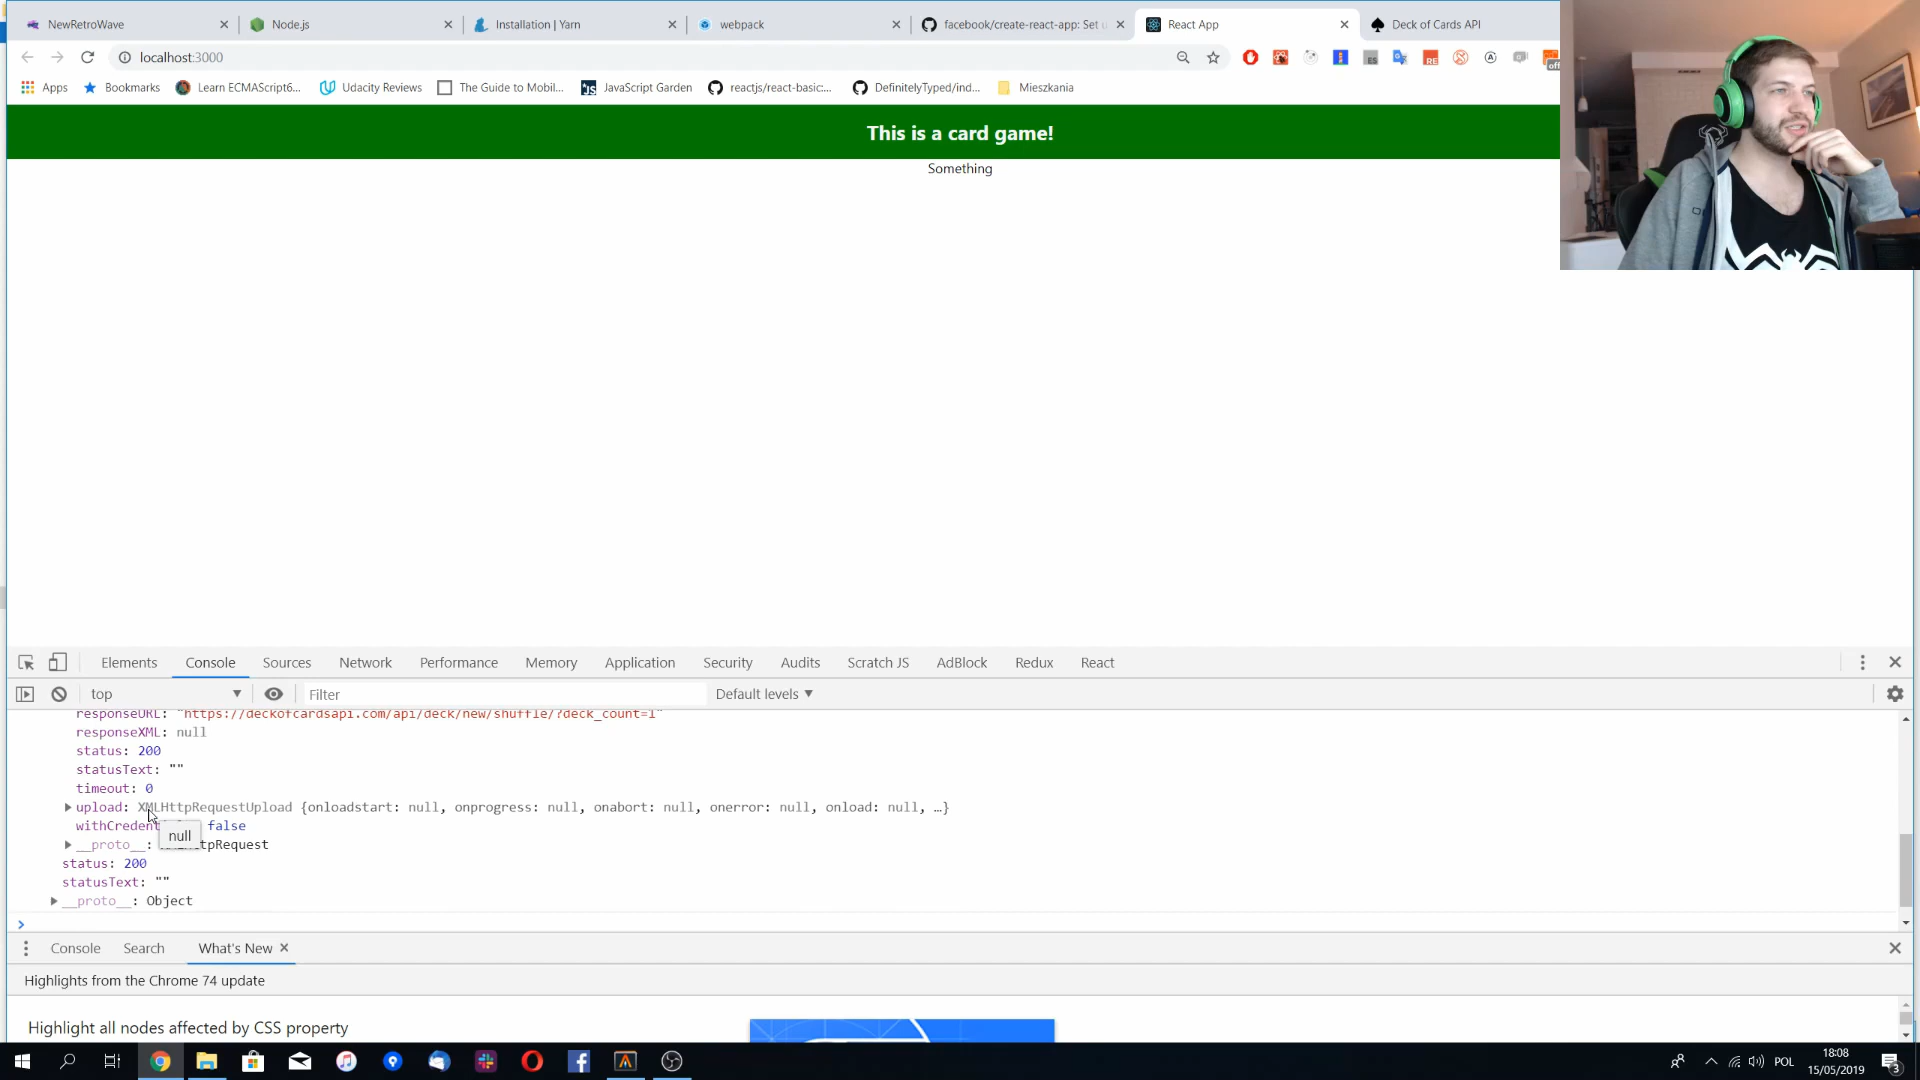 NewRetroWave
Node.js
Installation | Yarn
webpack
facebook/create-react-app: Set u
React App
Deck of Cards API
localhost:3000
Apps
Bookmarks
Learn ECMAScript6...
Udacity Reviews
The Guide to Mobil...
JavaScript Garden
reactjs/react-basic:...
DefinitelyTyped/ind...
Mieszkania
off
This is a card game!
Something
Elements Console Sources Network Performance Memory Application Security Audits Scratch JS AdBlock Redux React
top Filter Default levels
responseURL: "https://deckofcardsapi.com/api/deck/new/shuffle/?deck_count=1"
responseXML: null
status: 200
statusText: ""
timeout: 0
upload: XMLHttpRequestUpload {onloadstart: null, onprogress: null, onabort: null, onerror: null, onload: null, …}
withCredent false
null
__proto__: tpRequest
status: 200
statusText: ""
__proto__: Object
Console Search What's New
Highlights from the Chrome 74 update
Highlight all nodes affected by CSS property
POL
18:08
15/05/2019
3